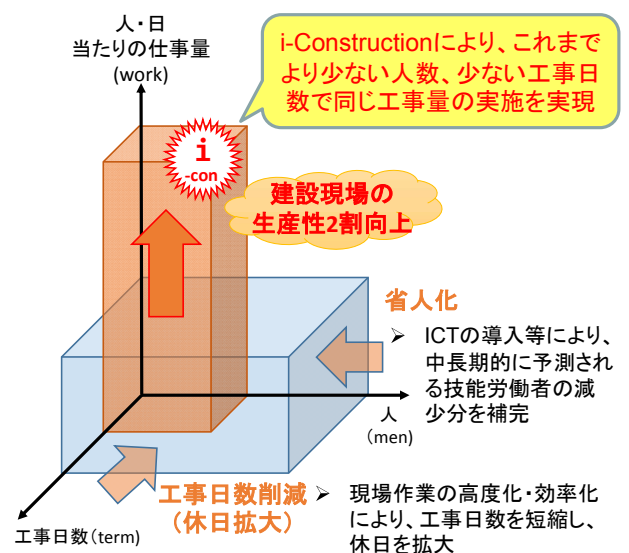 人・日
当たりの仕事量
(work)
i-Constructionにより、これまで
より少ない人数、少ない工事日
数で同じ工事量の実施を実現
i
-con
建設現場の
生産性2割向上
省人化
➢ ICTの導入等により、
中長期的に予測され
る技能労働者の減
少分を補完
人
(men)
工事日数削減
(休日拡大)
➢ 現場作業の高度化・効率化
により、工事日数を短縮し、
休日を拡大
工事日数(term)